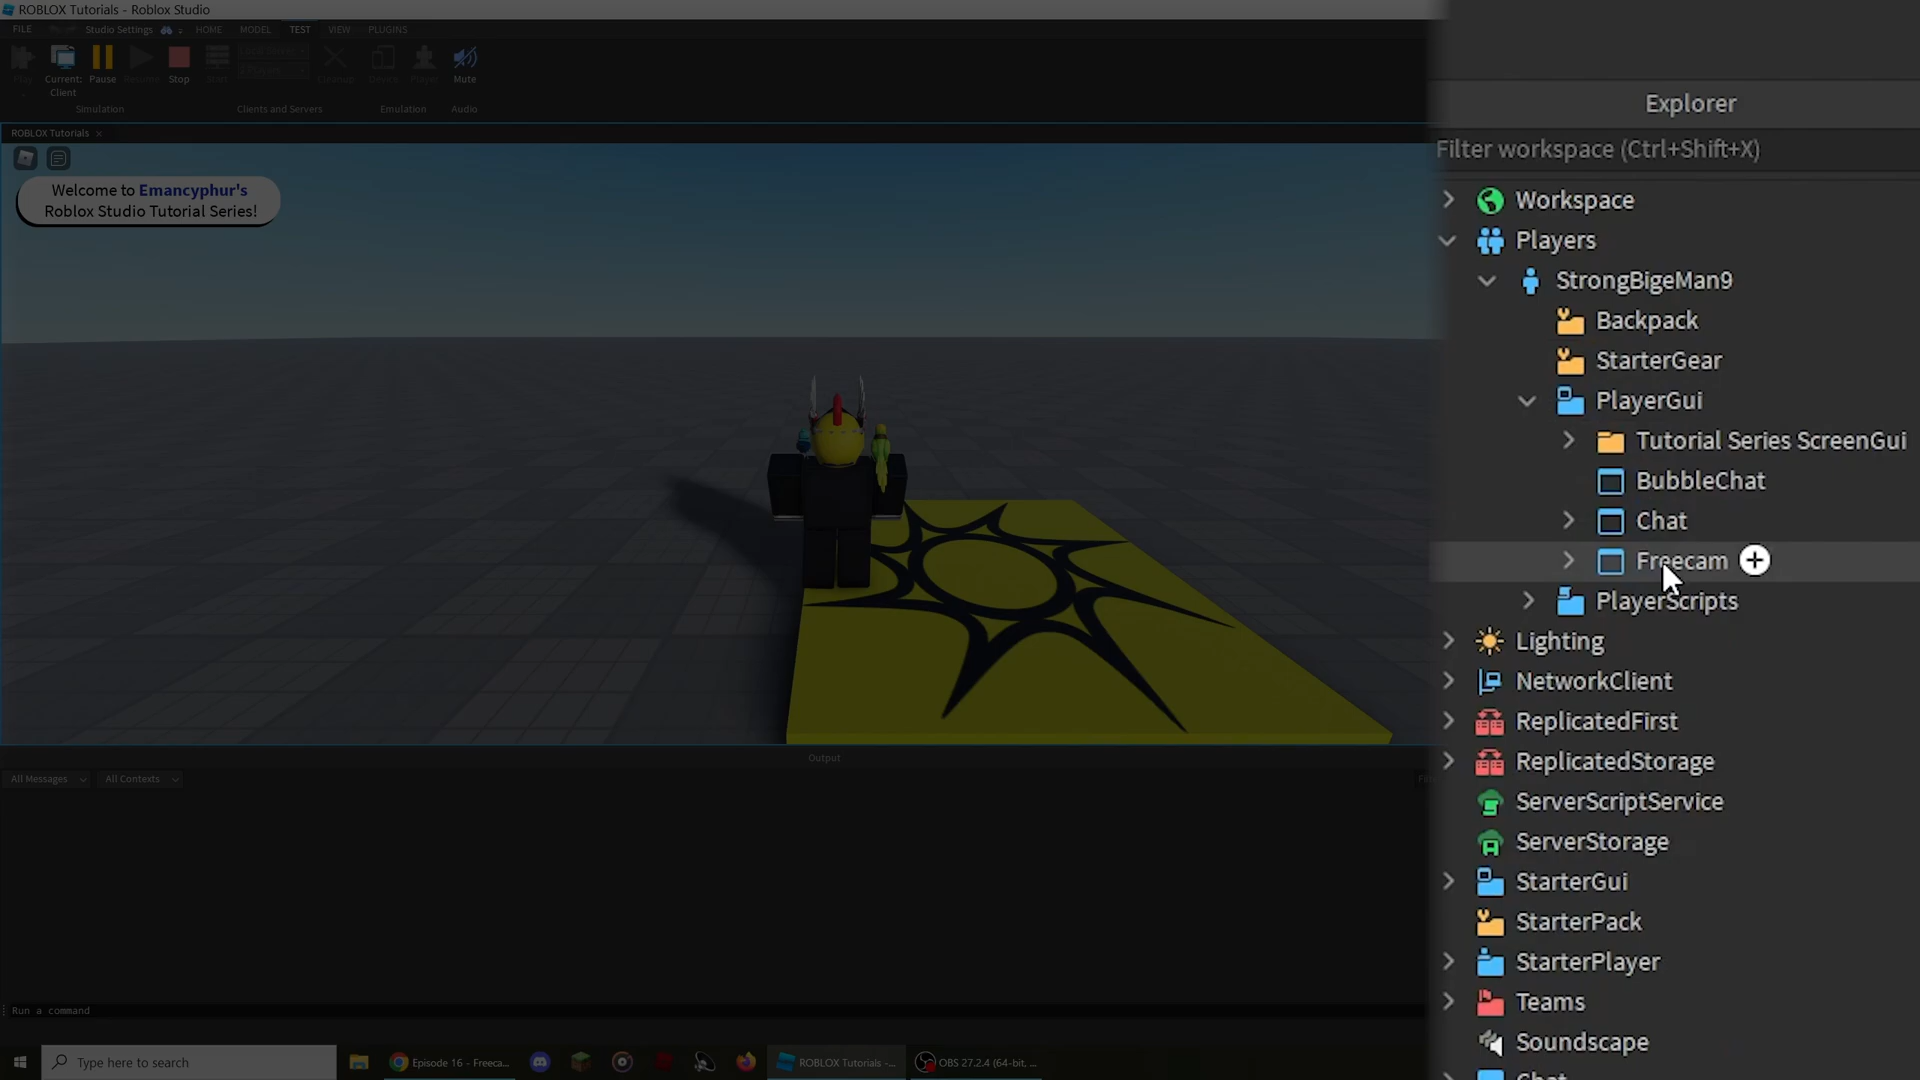 ROBLOX Tutorials - Roblox Studio
FILE
Studio Settings
HOME
MODEL
TEST
VIEW
PLUGINS
Play
Current:
Client
Pause
Resume
Stop
Mute
Simulation
Clients and Servers
Emulation
Audio
ROBLOX Tutorials
Welcome to Emancyphur's
Roblox Studio Tutorial Series!
Output
All Messages
All Contexts
Run a command
Explorer
Filter workspace (Ctrl+Shift+X)
Workspace
Players
StrongBigeMan9
Backpack
StarterGear
PlayerGui
Tutorial Series ScreenGui
BubbleChat
Chat
Freecam
PlayerScripts
Lighting
NetworkClient
ReplicatedFirst
ReplicatedStorage
ServerScriptService
ServerStorage
StarterGui
StarterPack
StarterPlayer
Teams
Soundscape
Chat
Type here to search
Episode 16 - Freeca...
ROBLOX Tutorials -...
OBS 27.2.4 (64-bit, ...